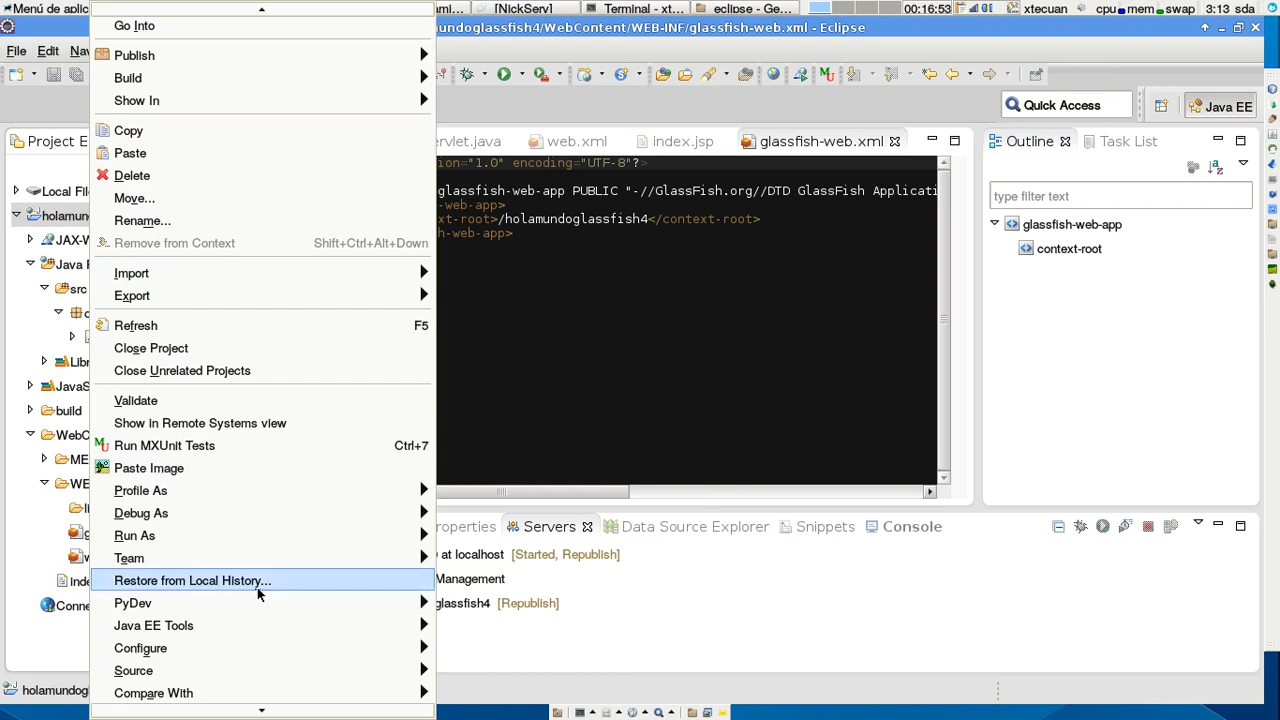 Menú de aplic
ml...
[NickServ]
Terminal - xt...
eclipse - Ge...
00:16:53
xtecuan
cpu mem swap
3:13 sda
mundoglassfish4/WebContent/WEB-INF/glassfish-web.xml - Eclipse
File Edit Nav
Quick Access
Java EE
Project E
rvlet.java
web.xml
index.jsp
glassfish-web.xml
Outline
Task List
type filter text
glassfish-web-app
context-root
ion="1.0" encoding="UTF-8"?>
glassfish-web-app PUBLIC "-//GlassFish.org//DTD GlassFish Applicati
-web-app>
xt-root>/holamundoglassfish4</context-root>
h-web-app>
Local File
holamund
JAX-W
Java F
src
c
Libr
JavaS
build
WebC
ME
WE
li
g
w
inde
Conne
Go Into
Publish
Build
Show In
Copy
Paste
Delete
Move...
Rename...
Remove from Context Shift+Ctrl+Alt+Down
Import
Export
Refresh F5
Close Project
Close Unrelated Projects
Validate
Show in Remote Systems view
Run MXUnit Tests Ctrl+7
Paste Image
Profile As
Debug As
Run As
Team
Restore from Local History...
PyDev
Java EE Tools
Configure
Source
Compare With
roperties
Servers
Data Source Explorer
Snippets
Console
at localhost [Started, Republish]
Management
glassfish4 [Republish]
holamundogl